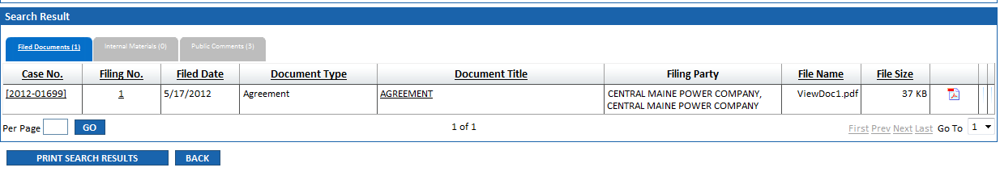 Search Result
Filed Documents (1) Internal Materials (0) Public Comments (3)
Case No. Filing No. Filed Date Document Type Document Title Filing Party File Name File Size
[2012-01699] 1 5/17/2012 Agreement AGREEMENT CENTRAL MAINE POWER COMPANY, ViewDoc1.pdf 37 KB
CENTRAL MAINE POWER COMPANY
Per Page GO 1 of 1 First Prev Next Last Go To 1
PRINT SEARCH RESULTS BACK